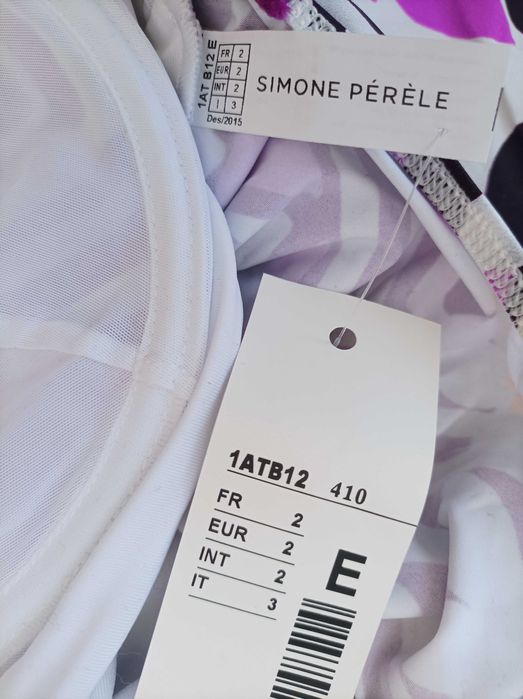 1AT B12 E
FR 2
EUR 2
INT 2
I 3
Des/2015
SIMONE PÉRÈLE
1ATB12 410
FR 2
EUR 2
INT 2
IT 3
E